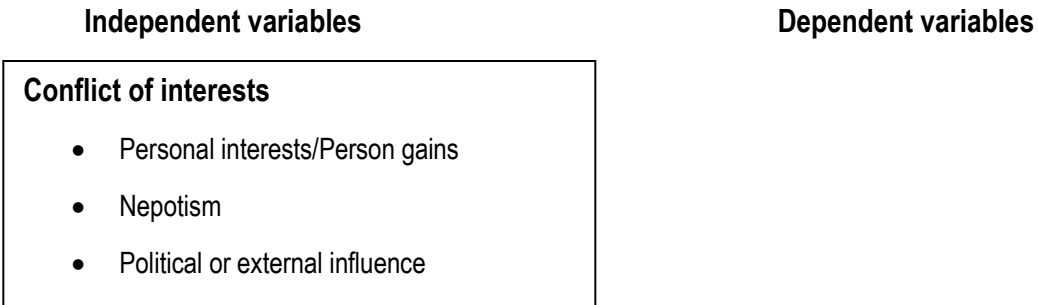 Independent variables Dependent variables
Conflict of interests
• Personal interests/Person gains
• Nepotism
• Political or external influence